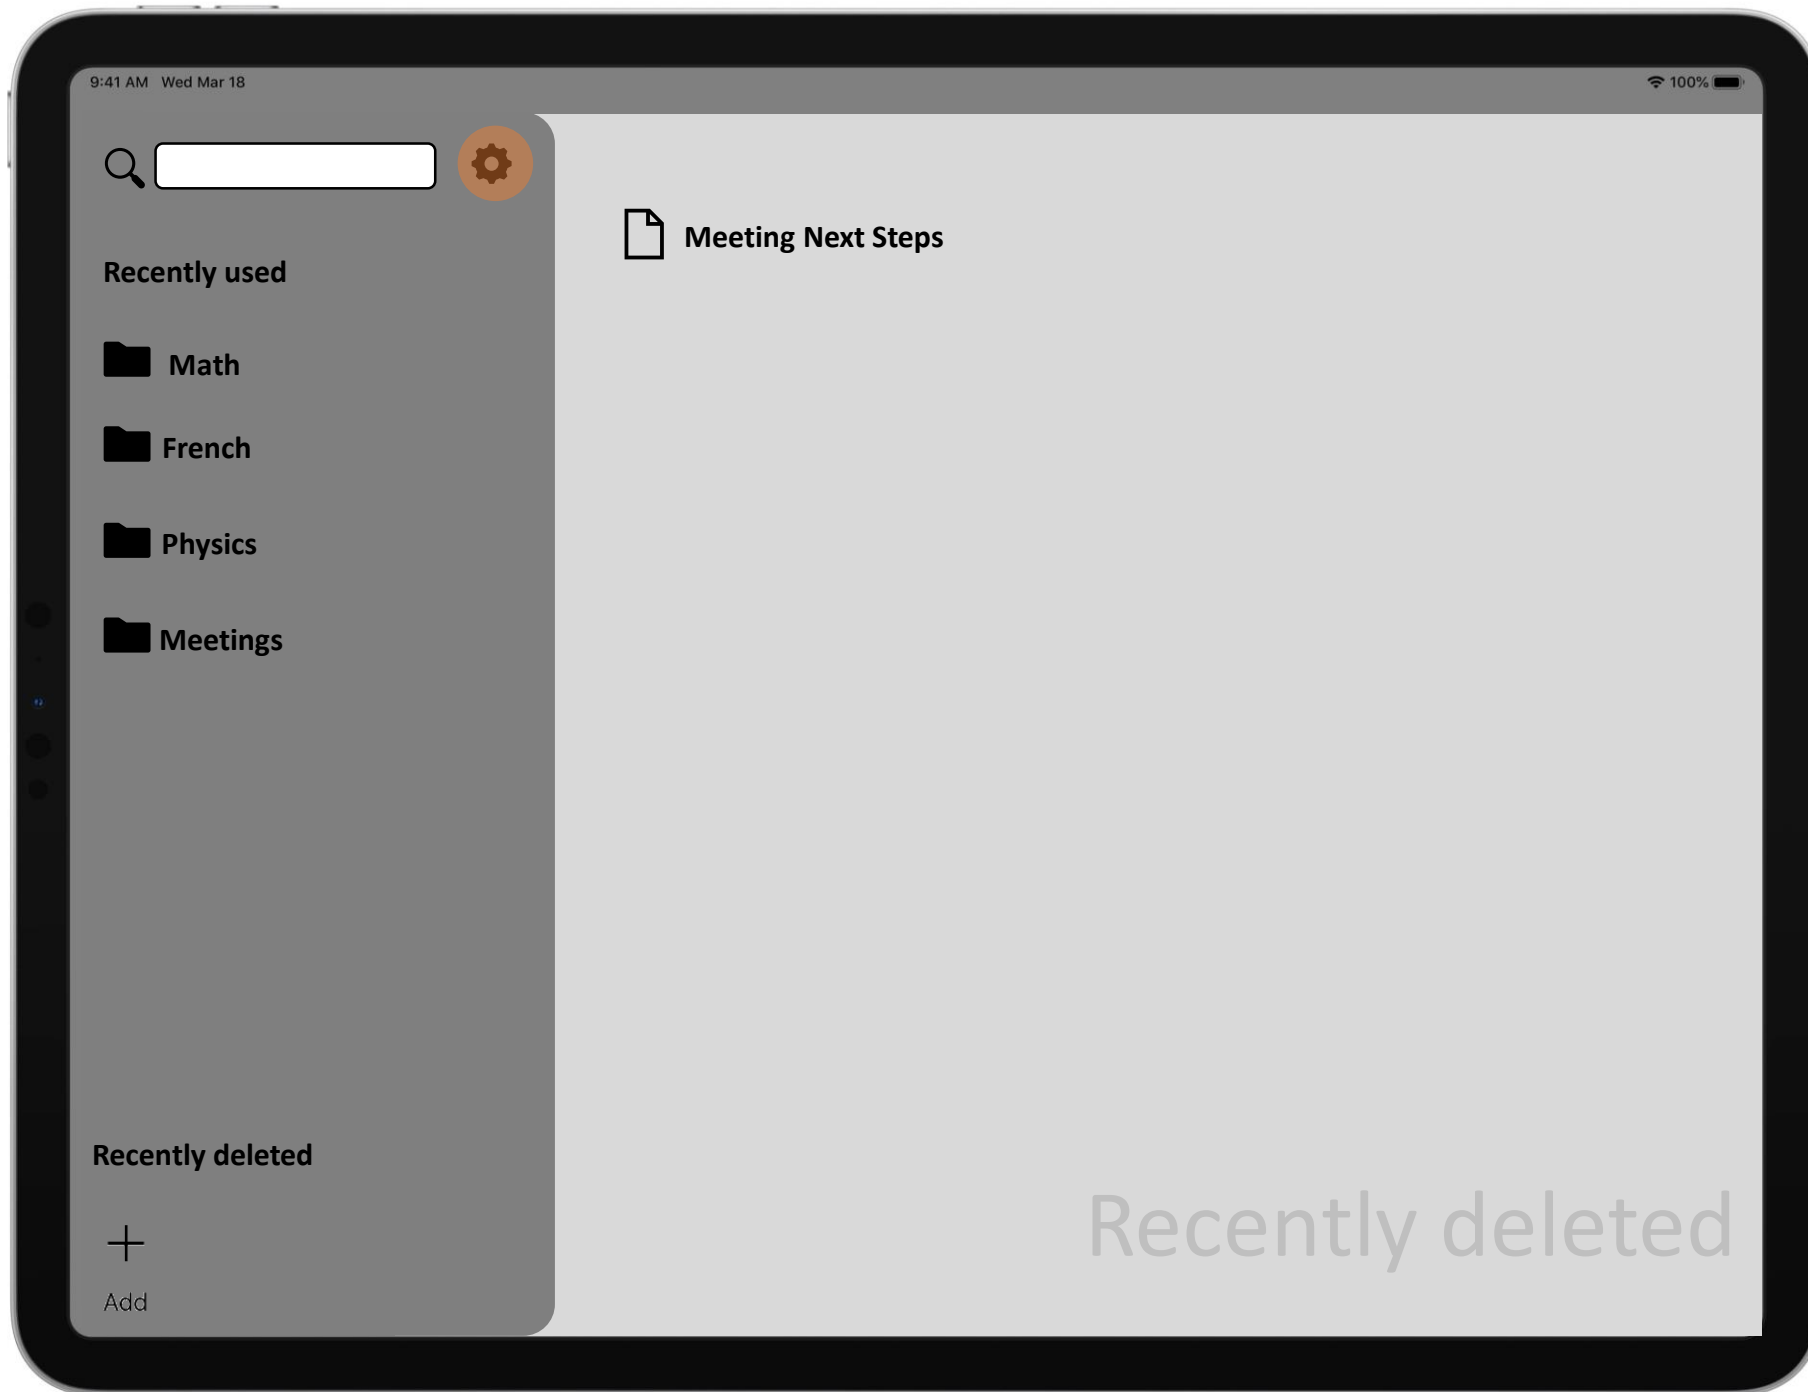 9:41 AM Wed Mar 18
100%
Recently used
Math
French
Physics
Meetings
Recently deleted
Add
Meeting Next Steps
Recently deleted